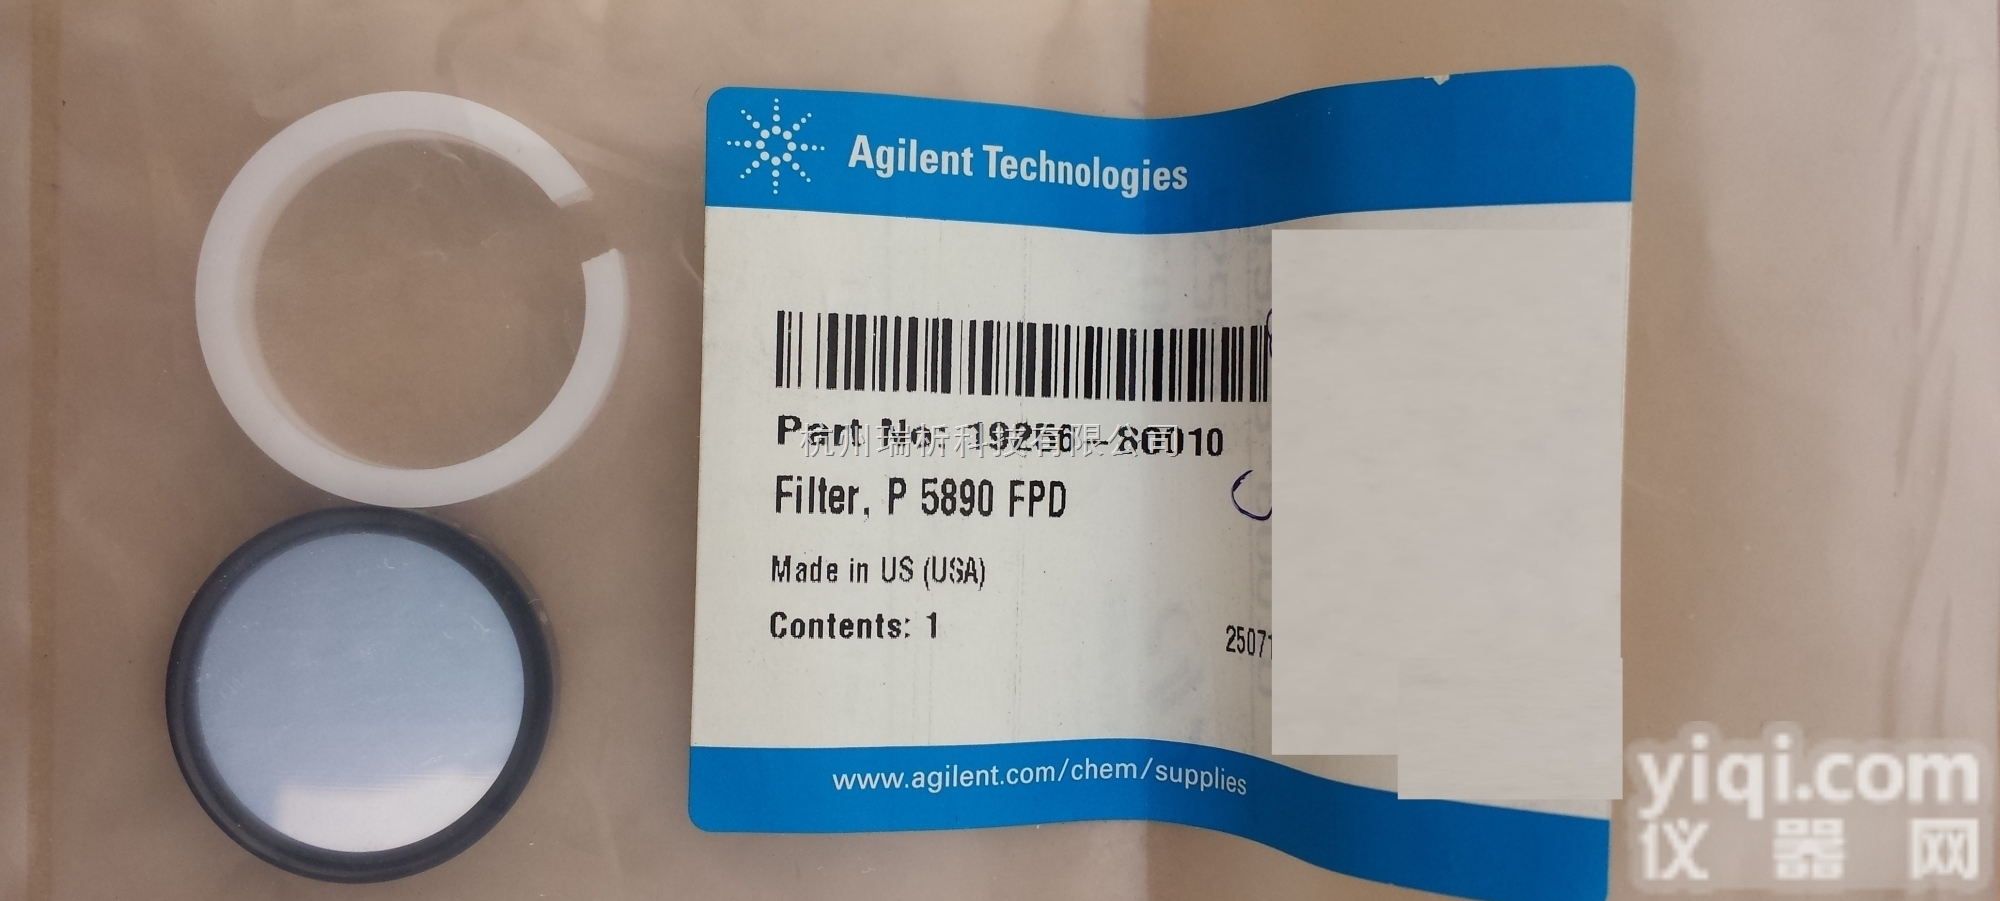 Agilent Technologies
Part No: 19256-80010
杭州瑞析科技有限公司
Filter, P 5890 FPD
Made in US (USA)
Contents: 1
2507
www.agilent.com/chem/supplies
yiqi.com
仪器网